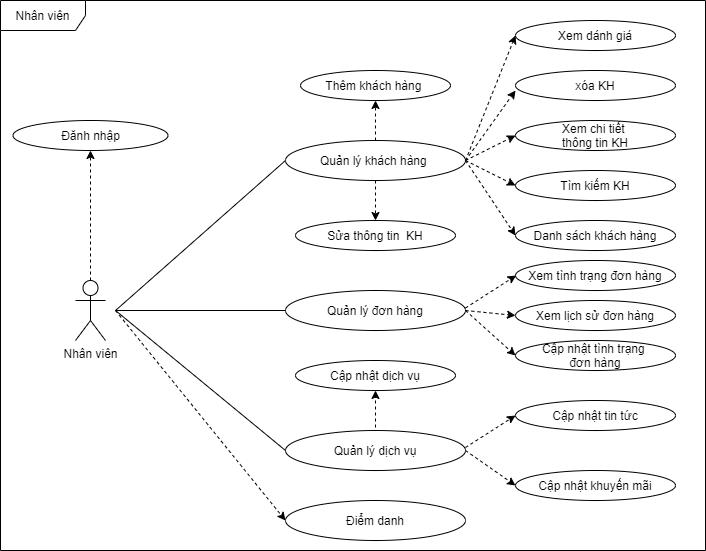 Nhân viên
Xem dánh giá
Thêm khách hàng
xóa KH
Đăng nhập
Xem chi tiết
thông tin KH
Quản lý khách hàng
Tìm kiếm KH
Sửa thông tin  KH
Danh sách khách hàng
Xem tình trạng đơn hàng
Quản lý đơn hàng
Xem lịch sử đơn hàng
Nhân viên
Cập nhật tình trạng
đơn hàng
Cập nhật dịch vụ
Cập nhật tin tức
Quản lý dịch vụ
Cập nhật khuyến mãi
Điểm danh